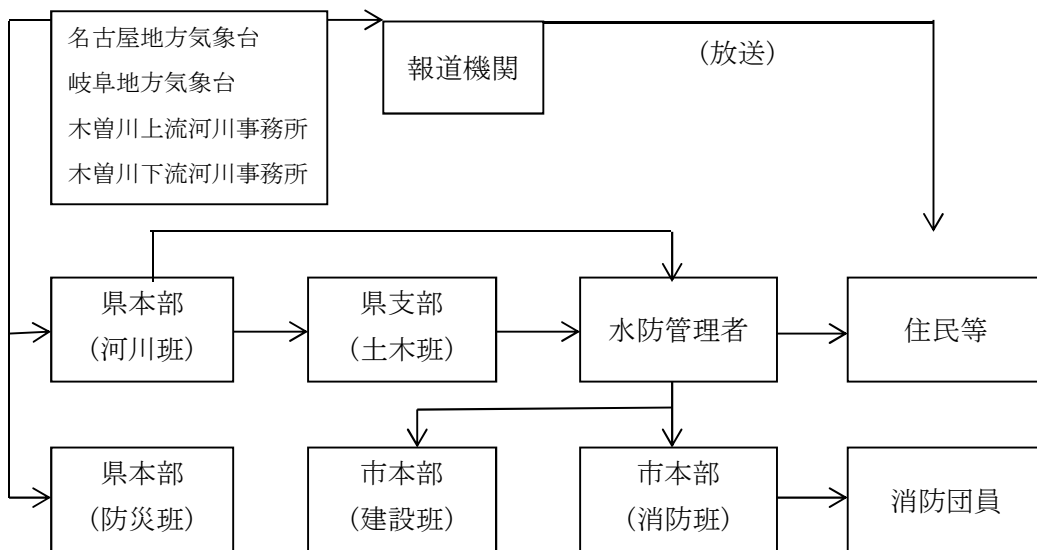 名古屋地方気象台
岐阜地方気象台
木曽川上流河川事務所
木曽川下流河川事務所
報道機関
（放送）
県本部
（河川班）
県支部
（土木班）
水防管理者
住民等
県本部
（防災班）
市本部
（建設班）
市本部
（消防班）
消防団員